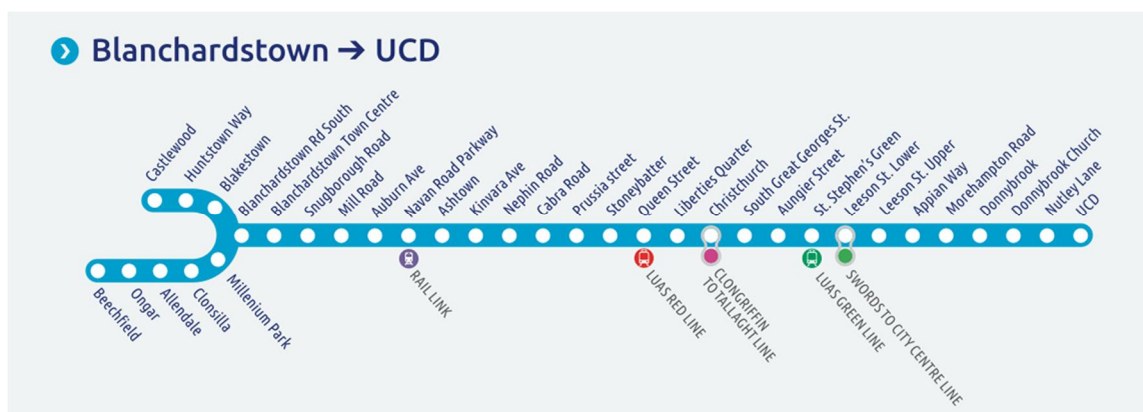 Blanchardstown → UCD
Castlewood
Huntstown Way
Blakestown
Blanchardstown Rd South
Blanchardstown Town Centre
Snugborough Road
Mill Road
Auburn Ave
Navan Road Parkway
Ashtown
Kinvara Ave
Nephin Road
Cabra Road
Prussia street
Stoneybatter
Queen Street
Liberties Quarter
Christchurch
South Great Georges St.
Aungier Street
St. Stephen's Green
Leeson St. Lower
Leeson St. Upper
Appian Way
Morehampton Road
Donnybrook
Donnybrook Church
Nutley Lane
UCD
Beechfield
Ongar
Allendale
Clonsilla
Millenium Park
RAIL LINK
LUAS RED LINE
CLONGRIFFIN
TO TALLAGHT LINE
LUAS GREEN LINE
SWORDS TO CITY CENTRE LINE